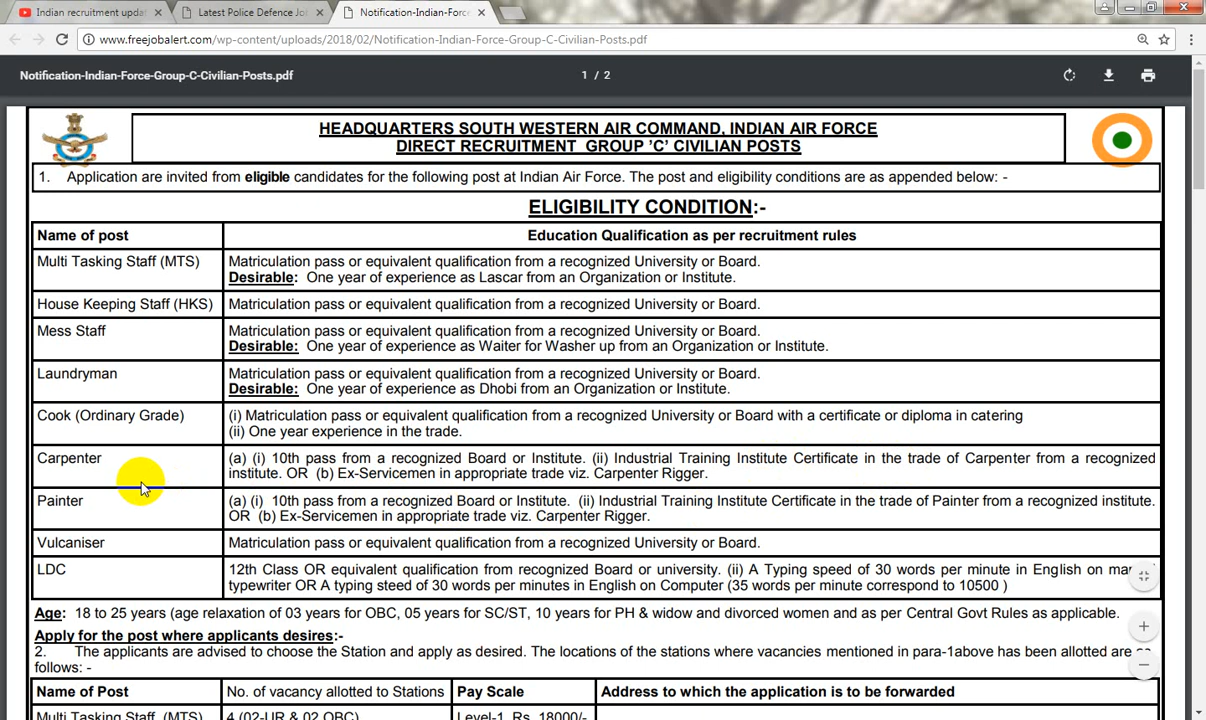 Indian recruitment upda
Latest Police Defence Jo
Notification-Indian-Forc
www.freejobalert.com/wp-content/uploads/2018/02/Notification-Indian-Force-Group-C-Civilian-Posts.pdf
Notification-Indian-Force-Group-C-Civilian-Posts.pdf
1 / 2
HEADQUARTERS SOUTH WESTERN AIR COMMAND, INDIAN AIR FORCE
DIRECT RECRUITMENT GROUP 'C' CIVILIAN POSTS
1. Application are invited from eligible candidates for the following post at Indian Air Force. The post and eligibility conditions are as appended below: -
ELIGIBILITY CONDITION:-
Name of post
Education Qualification as per recruitment rules
Multi Tasking Staff (MTS)
Matriculation pass or equivalent qualification from a recognized University or Board.
Desirable: One year of experience as Lascar from an Organization or Institute.
House Keeping Staff (HKS)
Matriculation pass or equivalent qualification from a recognized University or Board.
Mess Staff
Matriculation pass or equivalent qualification from a recognized University or Board.
Desirable: One year of experience as Waiter for Washer up from an Organization or Institute.
Laundryman
Matriculation pass or equivalent qualification from a recognized University or Board.
Desirable: One year of experience as Dhobi from an Organization or Institute.
Cook (Ordinary Grade)
(i) Matriculation pass or equivalent qualification from a recognized University or Board with a certificate or diploma in catering
(ii) One year experience in the trade.
Carpenter
(a) (i) 10th pass from a recognized Board or Institute. (ii) Industrial Training Institute Certificate in the trade of Carpenter from a recognized
institute. OR (b) Ex-Servicemen in appropriate trade viz. Carpenter Rigger.
Painter
(a) (i) 10th pass from a recognized Board or Institute. (ii) Industrial Training Institute Certificate in the trade of Painter from a recognized institute.
OR (b) Ex-Servicemen in appropriate trade viz. Carpenter Rigger.
Vulcaniser
Matriculation pass or equivalent qualification from a recognized University or Board.
LDC
12th Class OR equivalent qualification from recognized Board or university. (ii) A Typing speed of 30 words per minute in English on
typewriter OR A typing steed of 30 words per minutes in English on Computer (35 words per minute correspond to 10500 )
Age: 18 to 25 years (age relaxation of 03 years for OBC, 05 years for SC/ST, 10 years for PH & widow and divorced women and as per Central Govt Rules as applicable.
Apply for the post where applicants desires:-
2. The applicants are advised to choose the Station and apply as desired. The locations of the stations where vacancies mentioned in para-1above has been allotted are
follows: -
Name of Post
No. of vacancy allotted to Stations
Pay Scale
Address to which the application is to be forwarded
Multi Tasking Staff (MTS)
4 (02-UR & 02 OBC)
Level-1, Rs. 18000/-